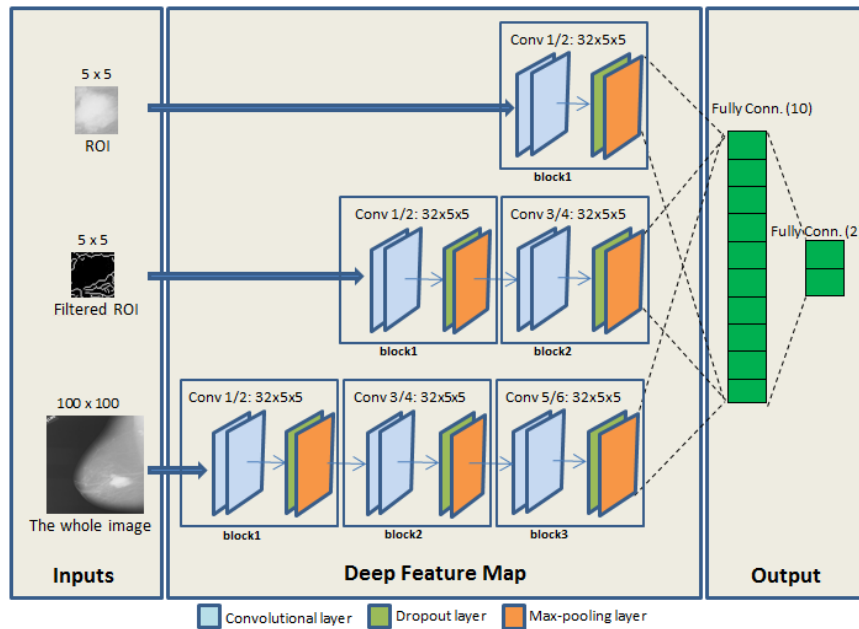 5 x 5
ROI
5 x 5
Filtered ROI
100 x 100
The whole image
Inputs
Conv 1/2: 32x5x5
block1
Conv 1/2: 32x5x5
block1
Conv 3/4: 32x5x5
block2
Conv 1/2: 32x5x5
block1
Conv 3/4: 32x5x5
block2
Conv 5/6: 32x5x5
block3
Deep Feature Map
Fully Conn. (10)
Fully Conn. (2
Output
Convolutional layer
Dropout layer
Max-pooling layer